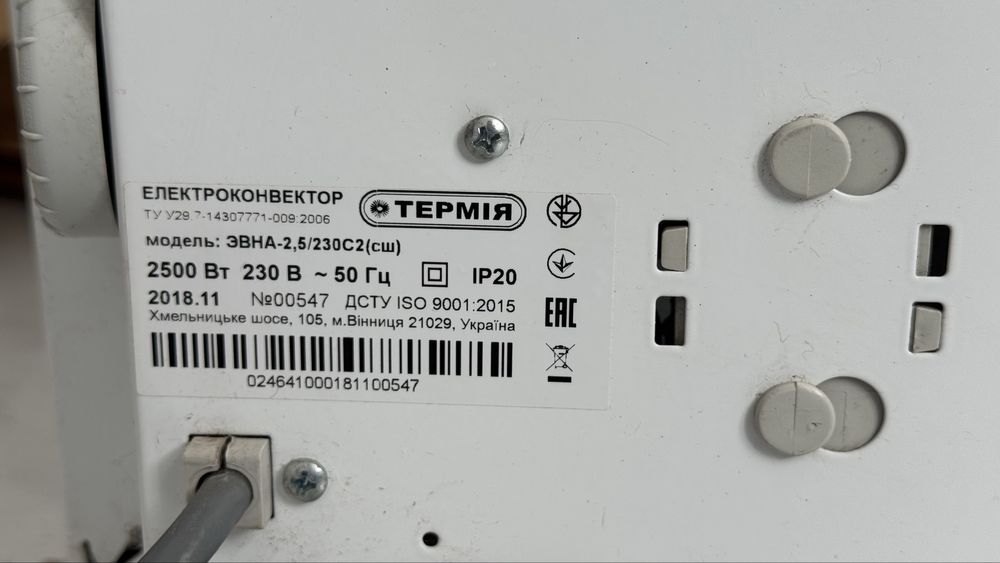 ЕЛЕКТРОКОНВЕКТОР
ТУ У29.7-14307771-009:2006
ТЕРМІЯ
модель: ЭВНА-2,5/230С2(сш)
2500 Вт 230 В ~ 50 Гц IP20
2018.11 №00547 ДСТУ ISO 9001:2015
Хмельницьке шосе, 105, м.Вінниця 21029, Україна
024641000181100547
ЕАС